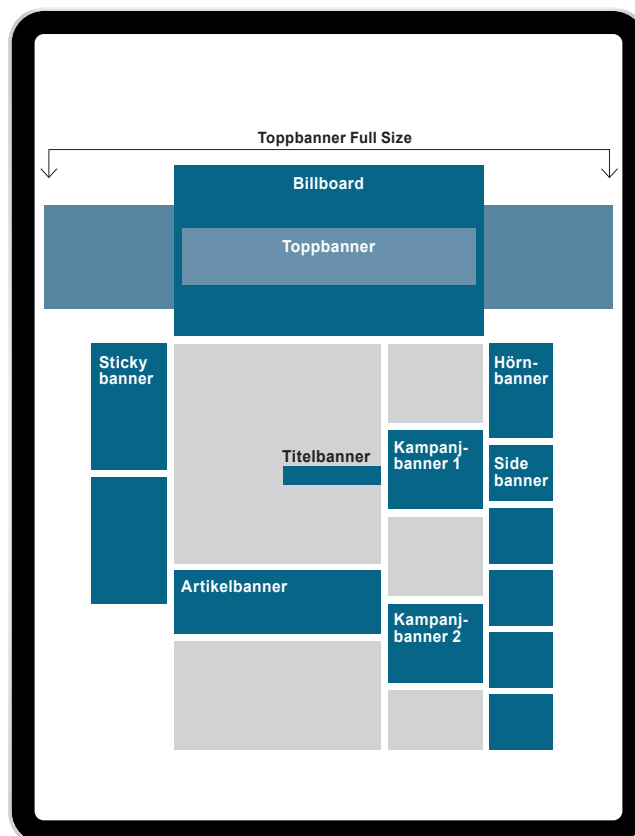 Toppbanner Full Size
Billboard
Toppbanner
Sticky
banner
Hörn-
banner
Titelbanner
Kampanj-
banner 1
Side
banner
Artikelbanner
Kampanj-
banner 2